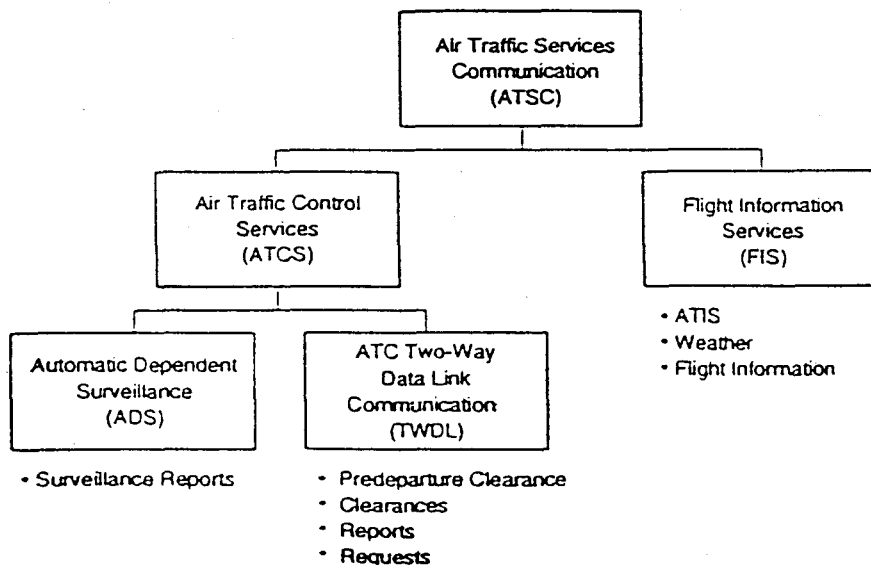 Air Traffic Services
Communication
(ATSC)
Air Traffic Control
Services
(ATCS)
Flight Information
Services
(FIS)
• ATIS
• Weather
• Flight Information
Automatic Dependent
Surveillance
(ADS)
• Surveillance Reports
ATC Two-Way
Data Link
Communication
(TWDL)
• Predeparture Clearance
• Clearances
• Reports
• Requests